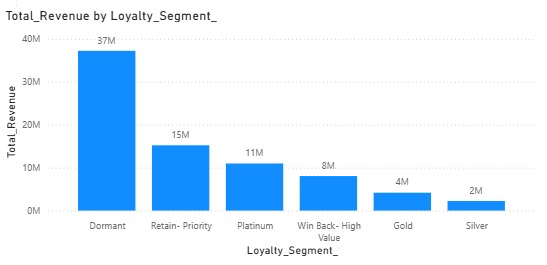 Total_Revenue by Loyalty_Segment_
40M
30M
20M
10M
0M
Total_Revenue
37M
15M
11M
8M
4M
2M
Dormant
Retain- Priority
Platinum
Win Back- High
Value
Gold
Silver
Loyalty_Segment_